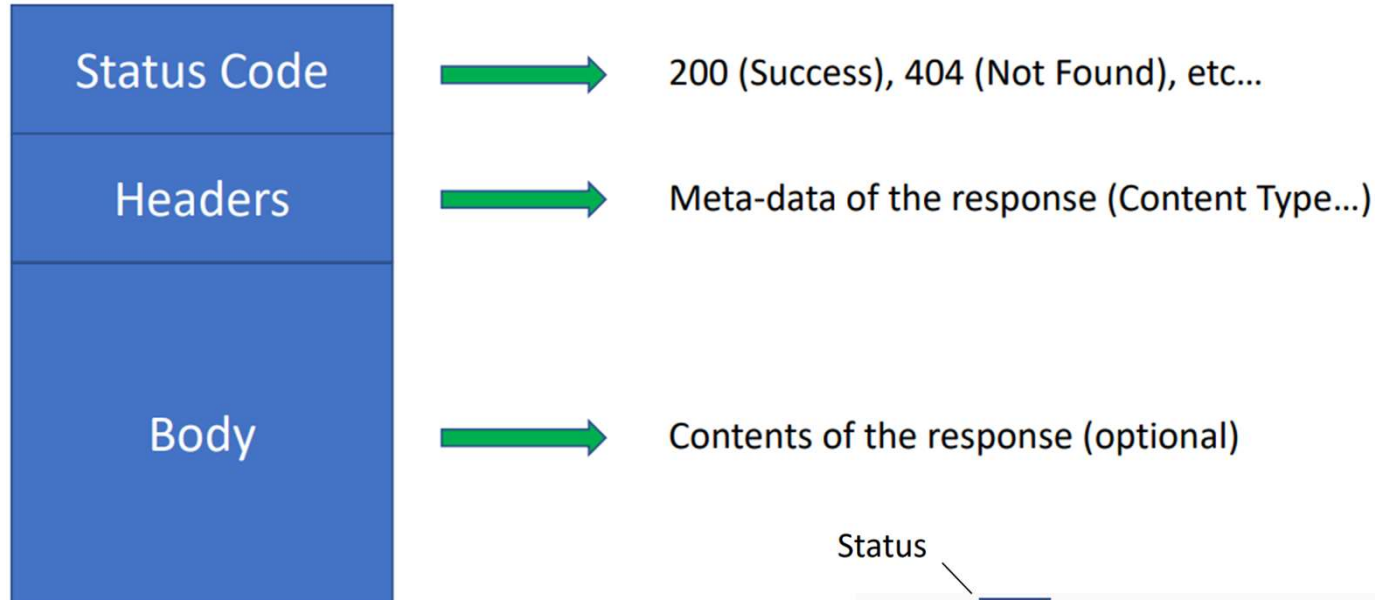 Status Code
200 (Success), 404 (Not Found), etc...
Headers
Meta-data of the response (Content Type...)
Body
Contents of the response (optional)
Status